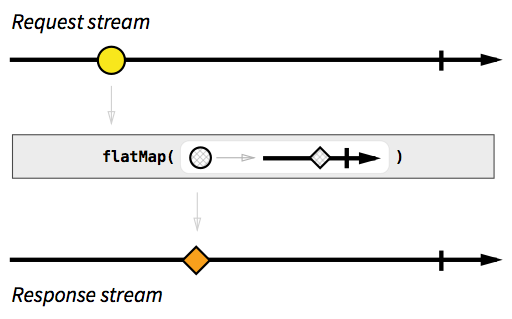 Request stream
flatMap( )
Response stream